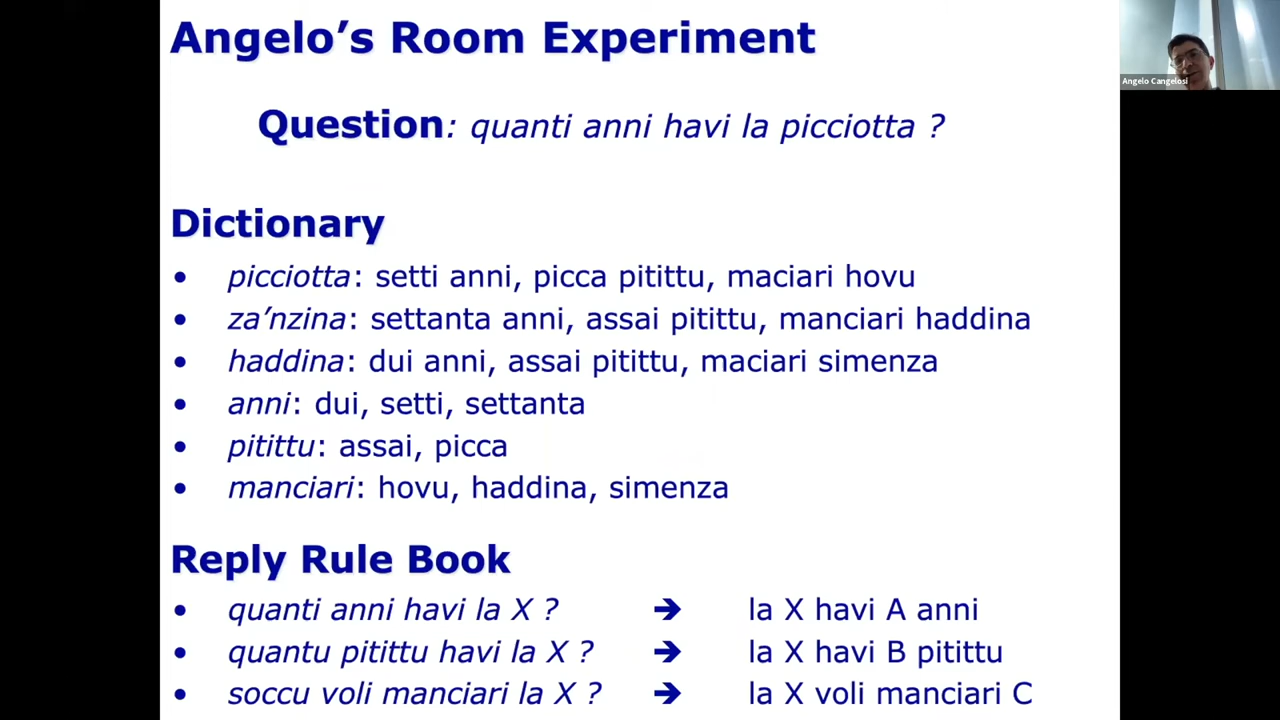 Angelo’s Room Experiment
Angelo Cangelosi
Question: quanti anni havi la picciotta ?
Dictionary
• picciotta: setti anni, picca pitittu, maciari hovu
• za’nzina: settanta anni, assai pitittu, manciari haddina
• haddina: dui anni, assai pitittu, maciari simenza
• anni: dui, setti, settanta
• pitittu: assai, picca
• manciari: hovu, haddina, simenza
Reply Rule Book
• quanti anni havi la X ? ➔ la X havi A anni
• quantu pitittu havi la X ? ➔ la X havi B pitittu
• soccu voli manciari la X ? ➔ la X voli manciari C